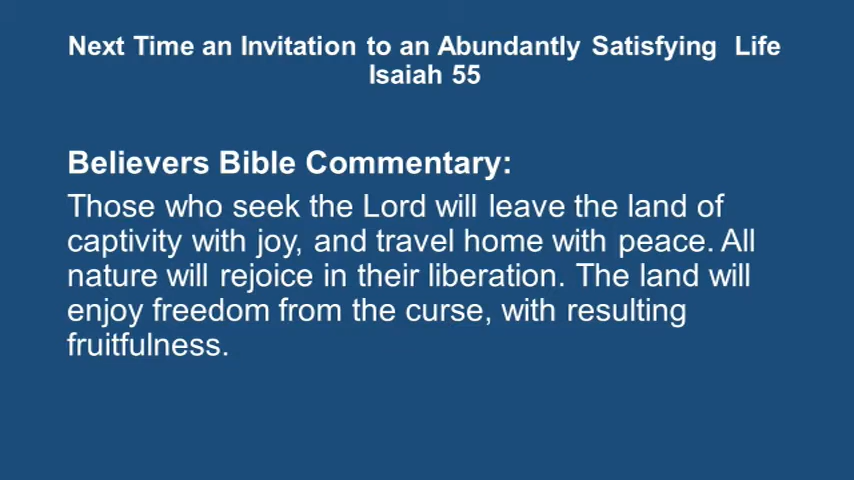 Next Time an Invitation to an Abundantly Satisfying Life
Isaiah 55
Believers Bible Commentary:
Those who seek the Lord will leave the land of
captivity with joy, and travel home with peace. All
nature will rejoice in their liberation. The land will
enjoy freedom from the curse, with resulting
fruitfulness.